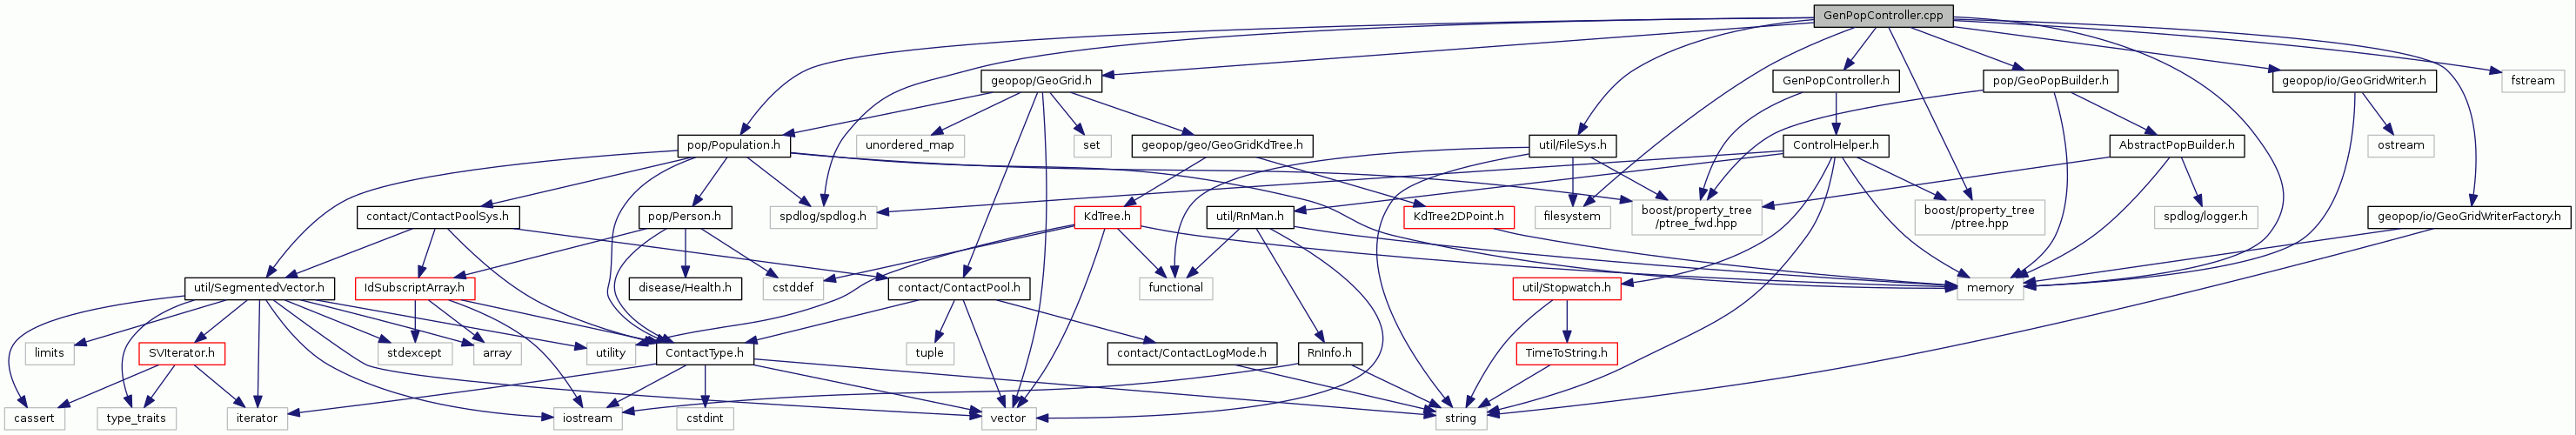 GenPopController.cpp
geopop/GeoGrid.h
GenPopController.h
pop/GeoPopBuilder.h
geopop/io/GeoGridWriter.h
fstream
pop/Population.h
unordered_map
set
geopop/geo/GeoGridKdTree.h
util/FileSys.h
ControlHelper.h
AbstractPopBuilder.h
ostream
contact/ContactPoolSys.h
pop/Person.h
spdlog/spdlog.h
KdTree.h
util/RnMan.h
KdTree2DPoint.h
filesystem
boost/property_tree
/ptree_fwd.hpp
boost/property_tree
/ptree.hpp
spdlog/logger.h
geopop/io/GeoGridWriterFactory.h
util/SegmentedVector.h
IdSubscriptArray.h
disease/Health.h
cstddef
contact/ContactPool.h
functional
util/Stopwatch.h
memory
limits
SVIterator.h
stdexcept
array
utility
ContactType.h
tuple
contact/ContactLogMode.h
RnInfo.h
TimeToString.h
cassert
type_traits
iterator
iostream
cstdint
vector
string